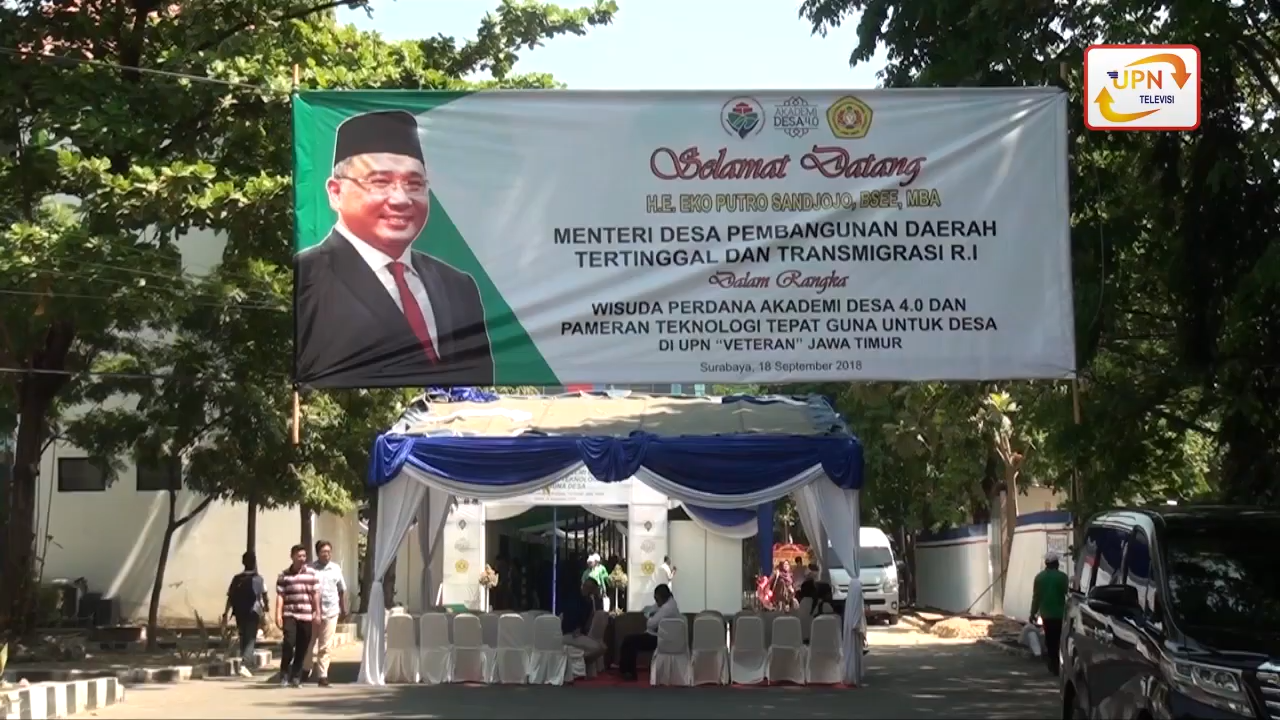 UPN
TELEVISI
AKADEMI
DESA 4.0
Selamat Datang
H.E. EKO PUTRO SANDJOJO, BSEE, MBA
MENTERI DESA PEMBANGUNAN DAERAH
TERTINGGAL DAN TRANSMIGRASI R.I
Dalam Rangka
WISUDA PERDANA AKADEMI DESA 4.0 DAN
PAMERAN TEKNOLOGI TEPAT GUNA UNTUK DESA
DI UPN "VETERAN" JAWA TIMUR
Surabaya, 18 September 2018
GUNA DESA